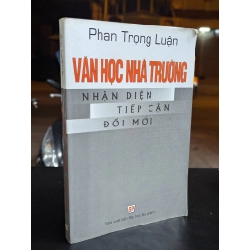 Phan Trọng Luận
VĂN HỌC NHÀ TRƯỜNG
NHẬN DIỆN
TIẾP CẬN
ĐỔI MỚI